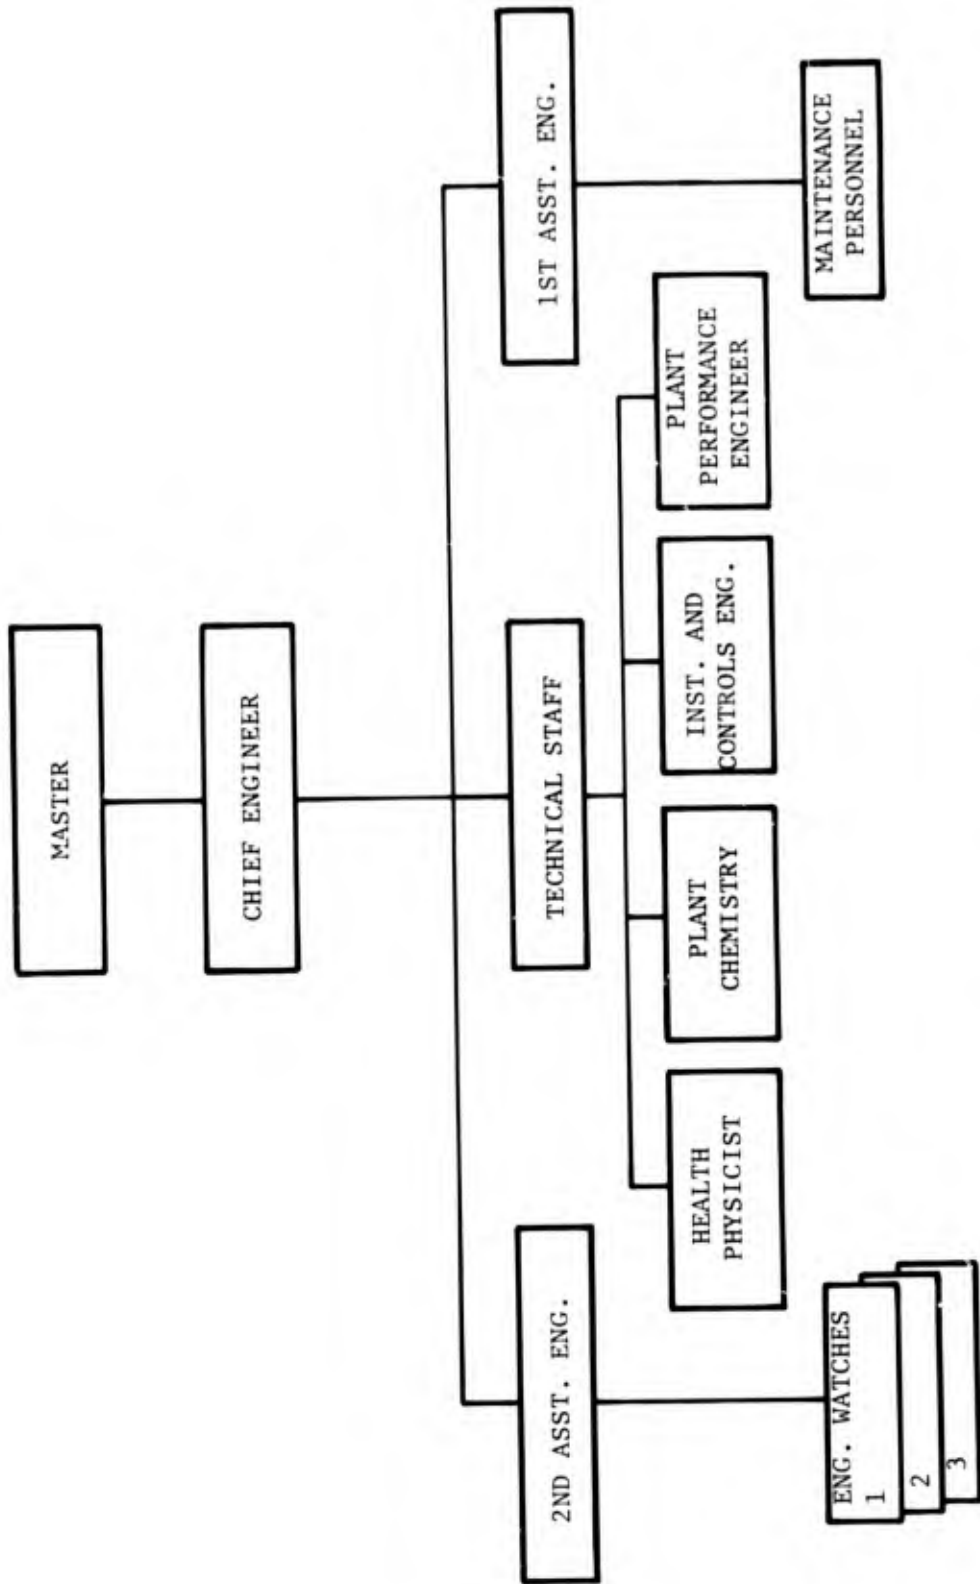 MASTER
CHIEF ENGINEER
2ND ASST. ENG.
TECHNICAL STAFF
1ST ASST. ENG.
HEALTH
PHYSICIST
PLANT
CHEMISTRY
INST. AND
CONTROLS ENG.
PLANT
PERFORMANCE
ENGINEER
ENG. WATCHES
1
2
3
MAINTENANCE
PERSONNEL